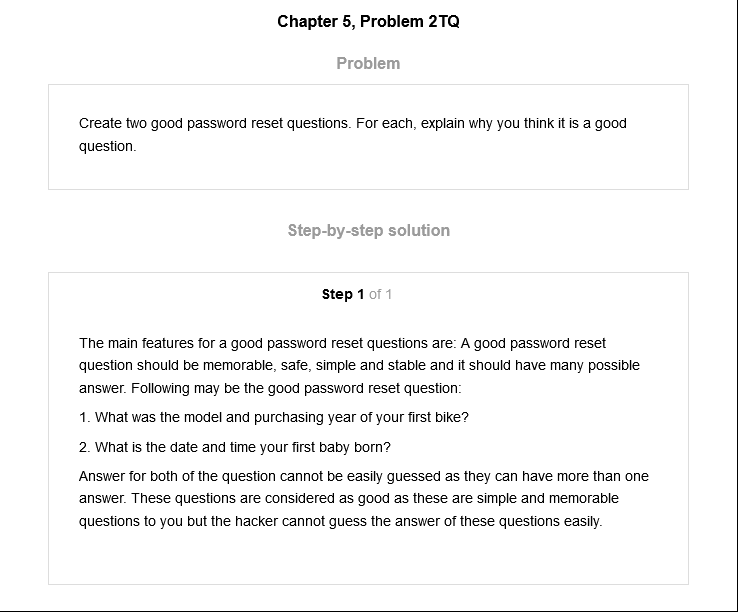 Chapter 5, Problem 2TQ
Problem
Create two good password reset questions. For each, explain why you think it is a good
question.
Step-by-step solution
Step 1 of 1
The main features for a good password reset questions are: A good password reset
question should be memorable, safe, simple and stable and it should have many possible
answer. Following may be the good password reset question:
1. What was the model and purchasing year of your first bike?
2. What is the date and time your first baby born?
Answer for both of the question cannot be easily guessed as they can have more than one
answer. These questions are considered as good as these are simple and memorable
questions to you but the hacker cannot guess the answer of these questions easily.